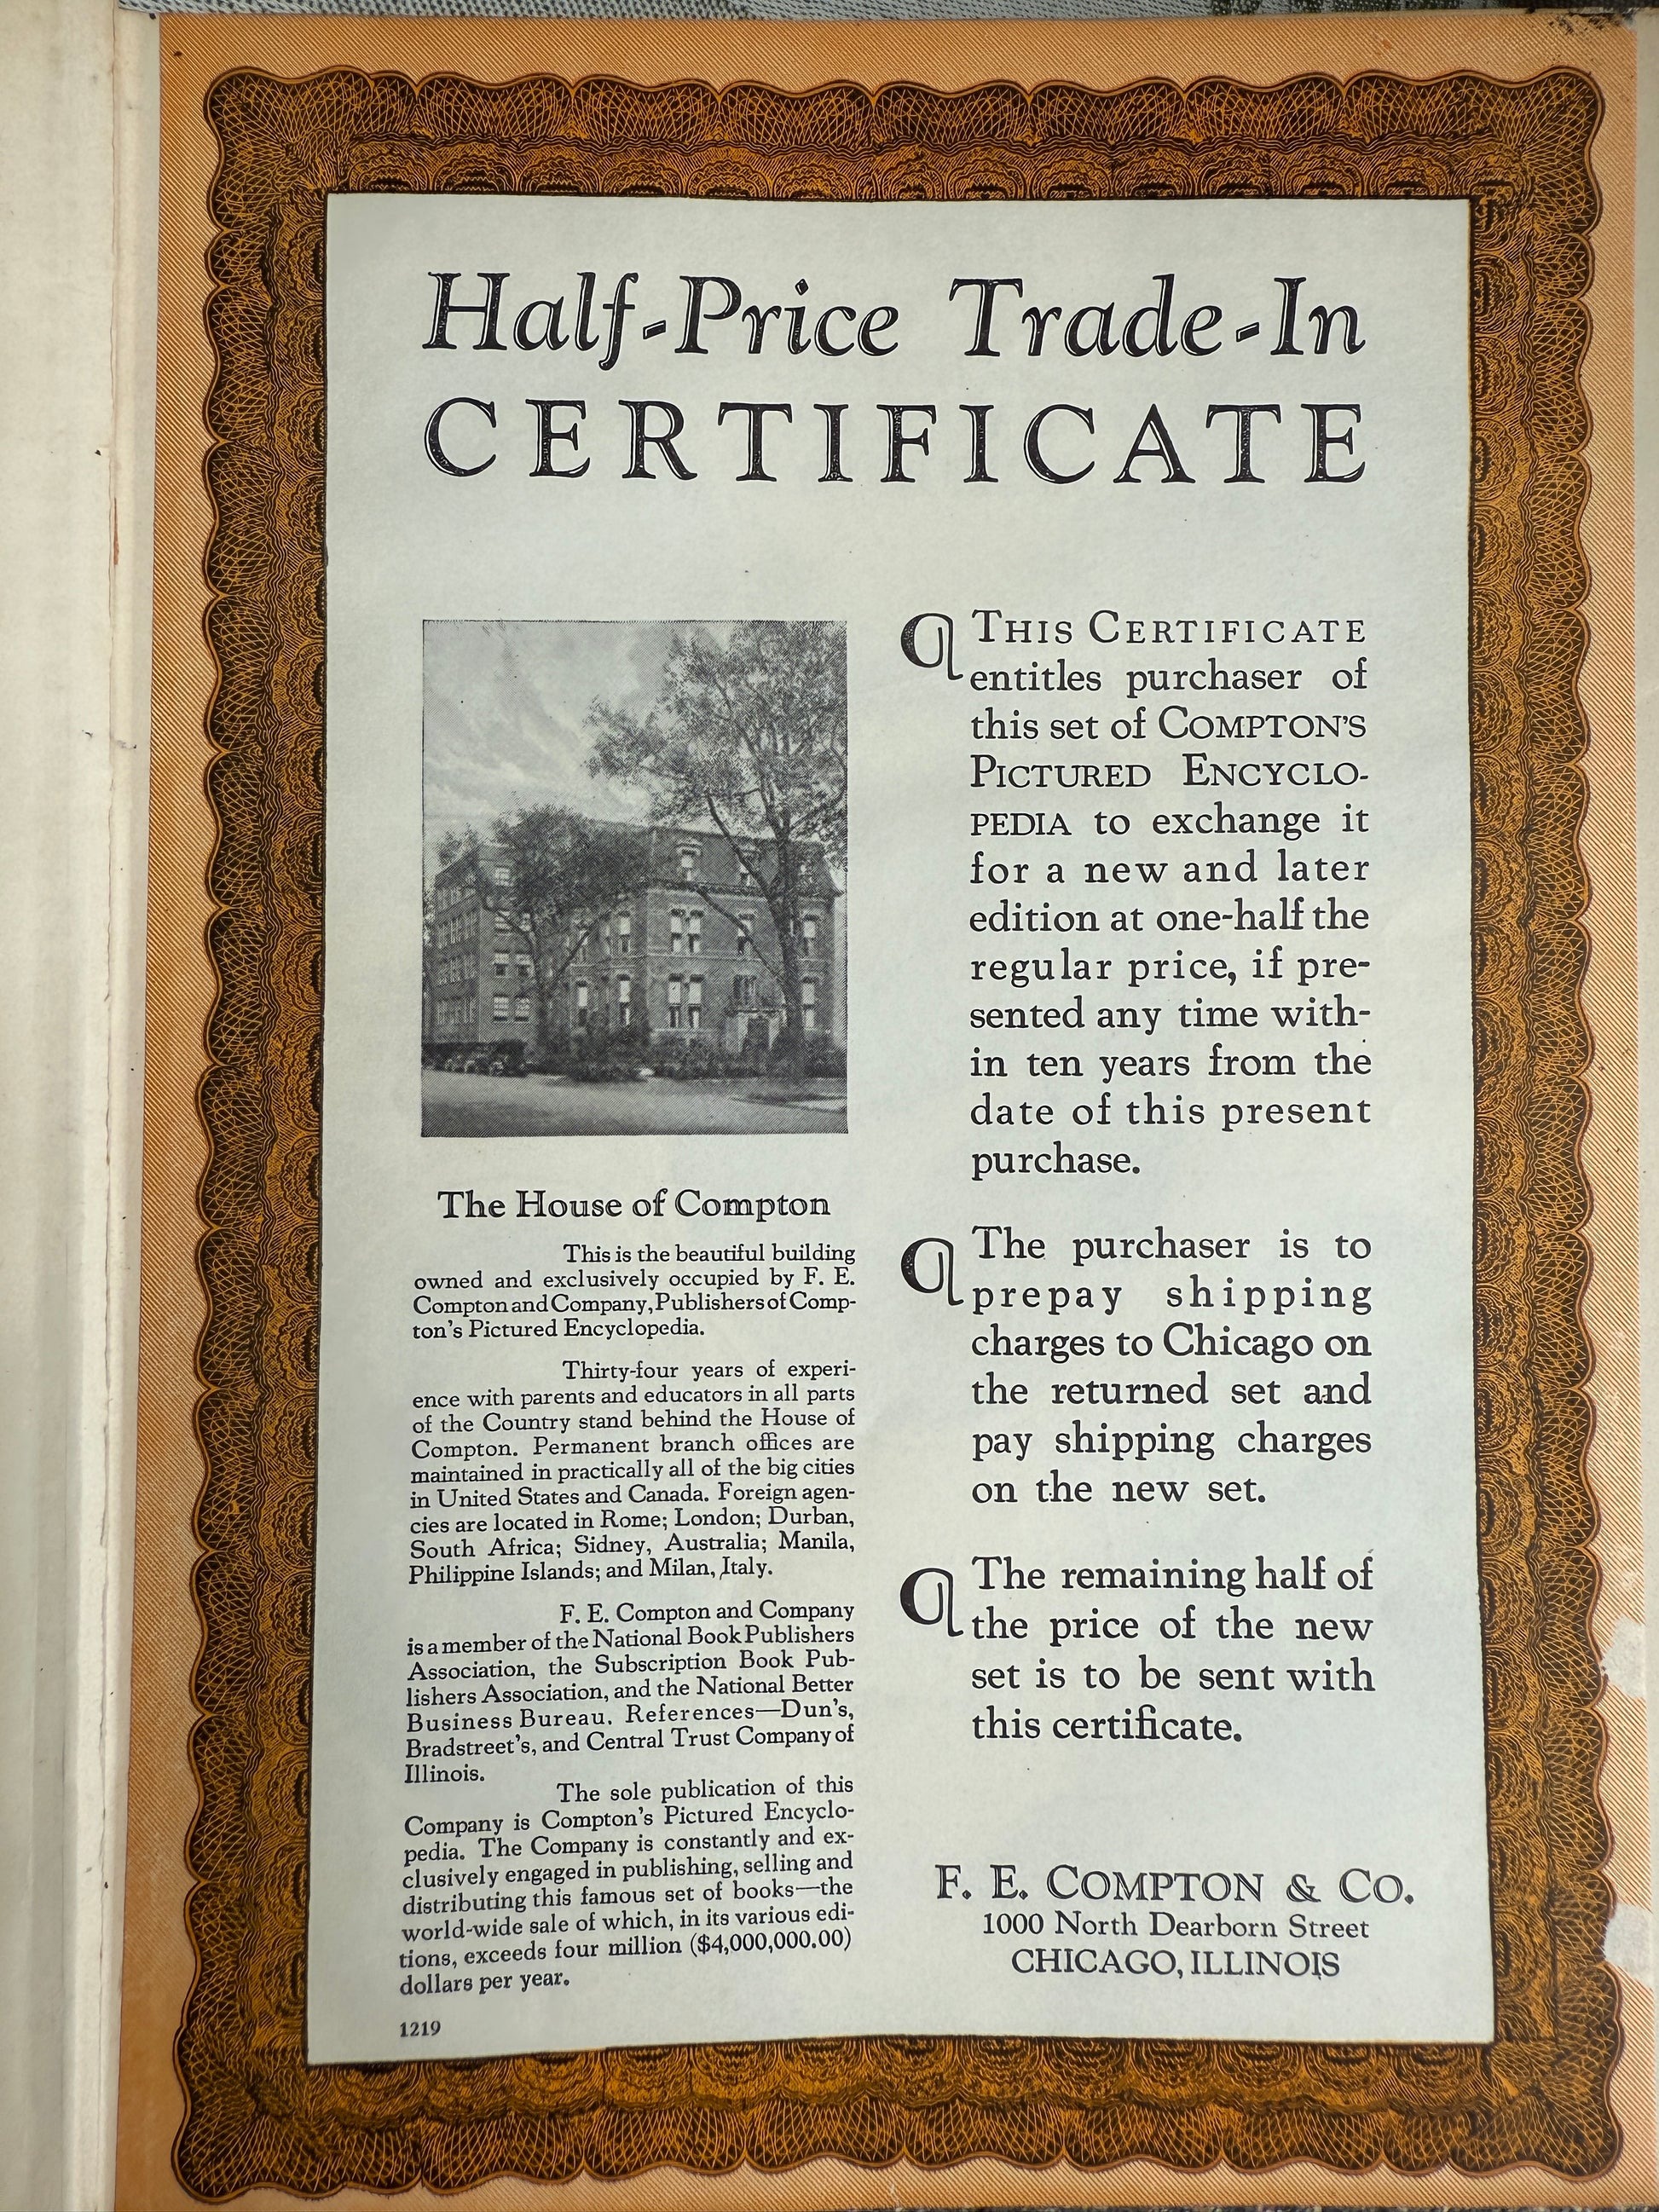 Half-Price Trade-In
CERTIFICATE
The House of Compton
This is the beautiful building
owned and exclusively occupied by F. E.
Compton and Company, Publishers of Comp-
ton's Pictured Encyclopedia.
Thirty-four years of experi-
ence with parents and educators in all parts
of the Country stand behind the House of
Compton. Permanent branch offices are
maintained in practically all of the big cities
in United States and Canada. Foreign agen-
cies are located in Rome; London; Durban,
South Africa; Sidney, Australia; Manila,
Philippine Islands; and Milan, Italy.
F. E. Compton and Company
is a member of the National Book Publishers
Association, the Subscription Book Pub-
lishers Association, and the National Better
Business Bureau. References—Dun's,
Bradstreet's, and Central Trust Company of
Illinois.
The sole publication of this
Company is Compton's Pictured Encyclo-
pedia. The Company is constantly and ex-
clusively engaged in publishing, selling and
distributing this famous set of books—the
world-wide sale of which, in its various edi-
tions, exceeds four million ($4,000,000.00)
dollars per year.
1219
THIS CERTIFICATE
entitles purchaser of
this set of COMPTON'S
PICTURED ENCYCLO-
PEDIA to exchange it
for a new and later
edition at one-half the
regular price, if pre-
sented any time with-
in ten years from the
date of this present
purchase.
The purchaser is to
prepay shipping
charges to Chicago on
the returned set and
pay shipping charges
on the new set.
The remaining half of
the price of the new
set is to be sent with
this certificate.
F. E. COMPTON & CO.
1000 North Dearborn Street
CHICAGO, ILLINOIS